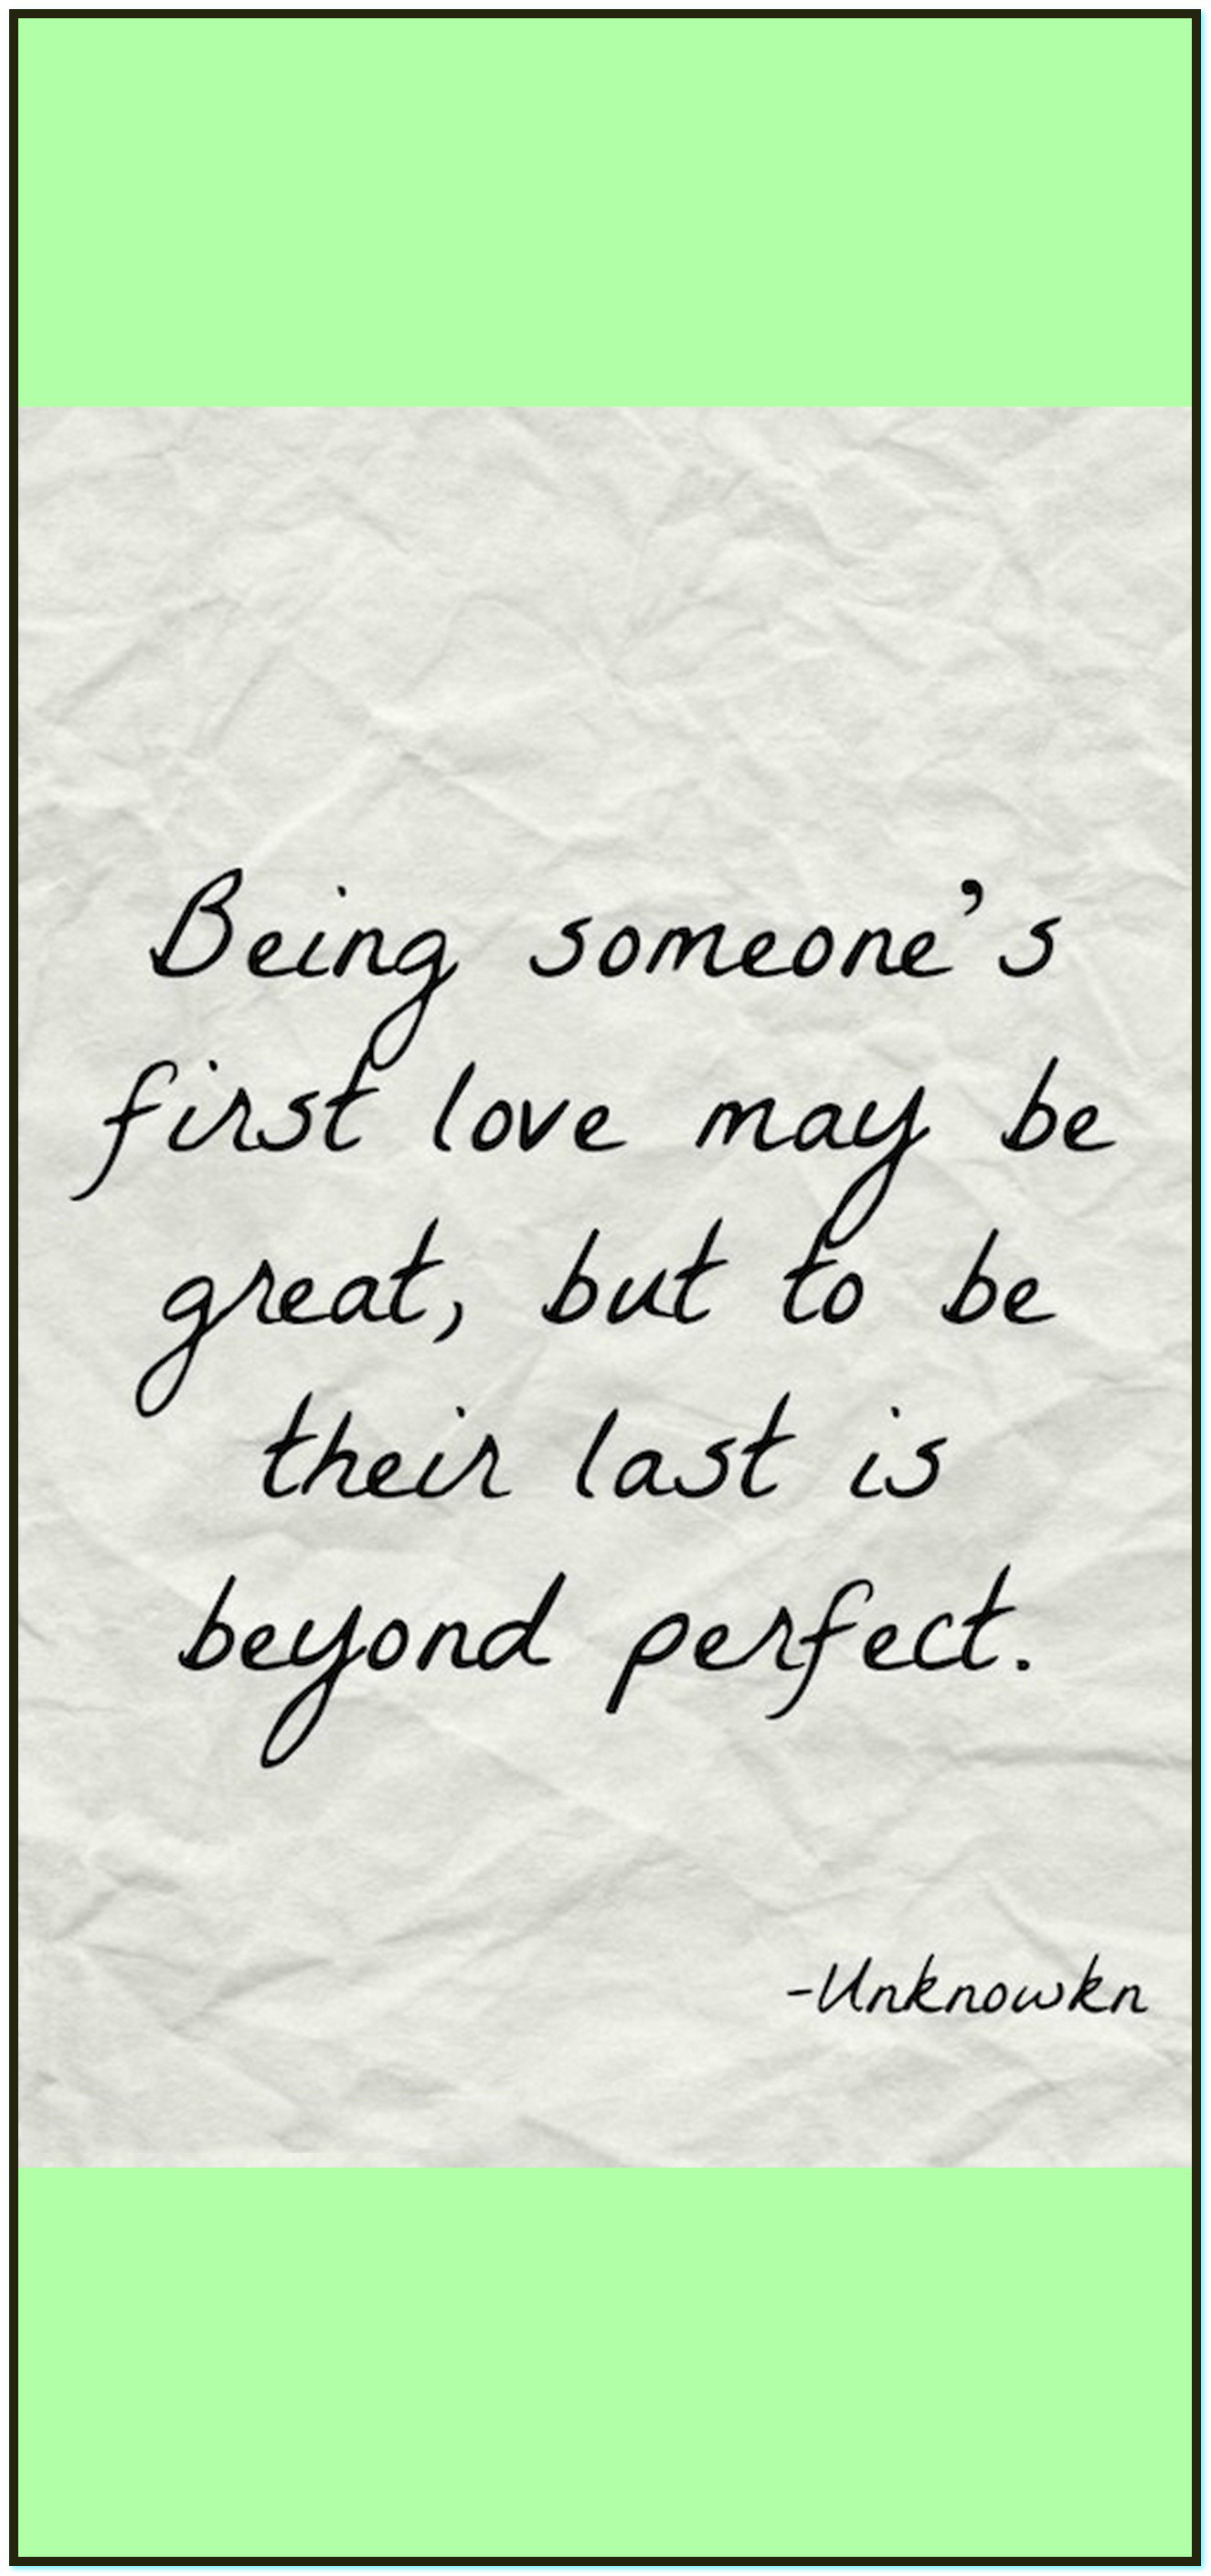 Being someone's
first love may be
great, but to be
their last is
beyond perfect.
-Unknowkn